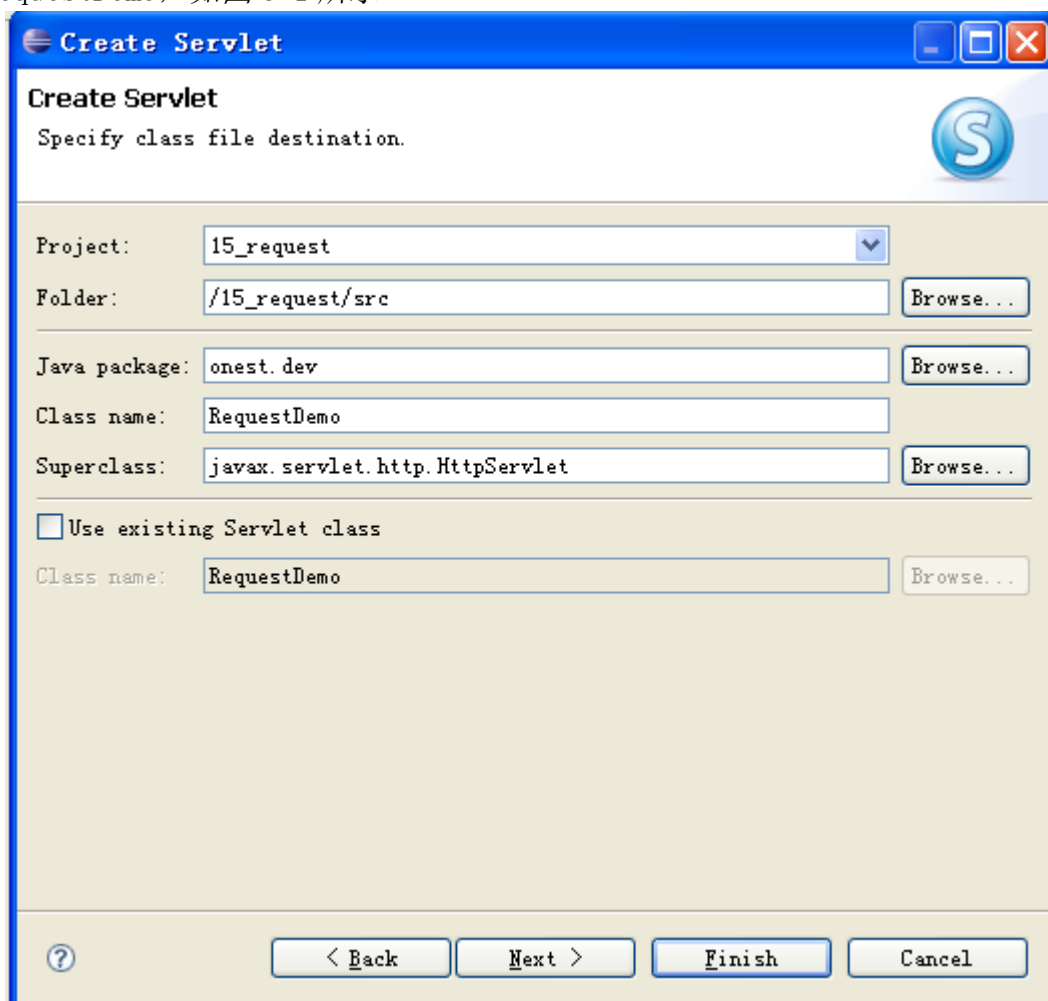 Create Servlet
Create Servlet
Specify class file destination.
S
Project: 15_request
Folder: /15_request/src Browse...
Java package: onest.dev Browse...
Class name: RequestDemo
Superclass: javax.servlet.http.HttpServlet Browse...
Use existing Servlet class
Class name: RequestDemo Browse...
? < Back Next > Finish Cancel